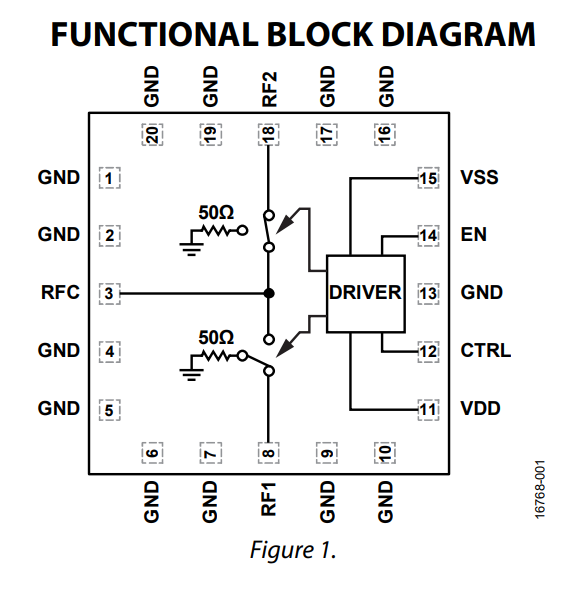 FUNCTIONAL BLOCK DIAGRAM
GND GND RF2 GND GND
20 19 18 17 16
GND 1 15 VSS
50Ω
GND 2 14 EN
RFC 3 DRIVER 13 GND
50Ω
GND 4 12 CTRL
GND 5 11 VDD
6 7 8 9 10
GND GND RF1 GND GND
16768-001
Figure 1.